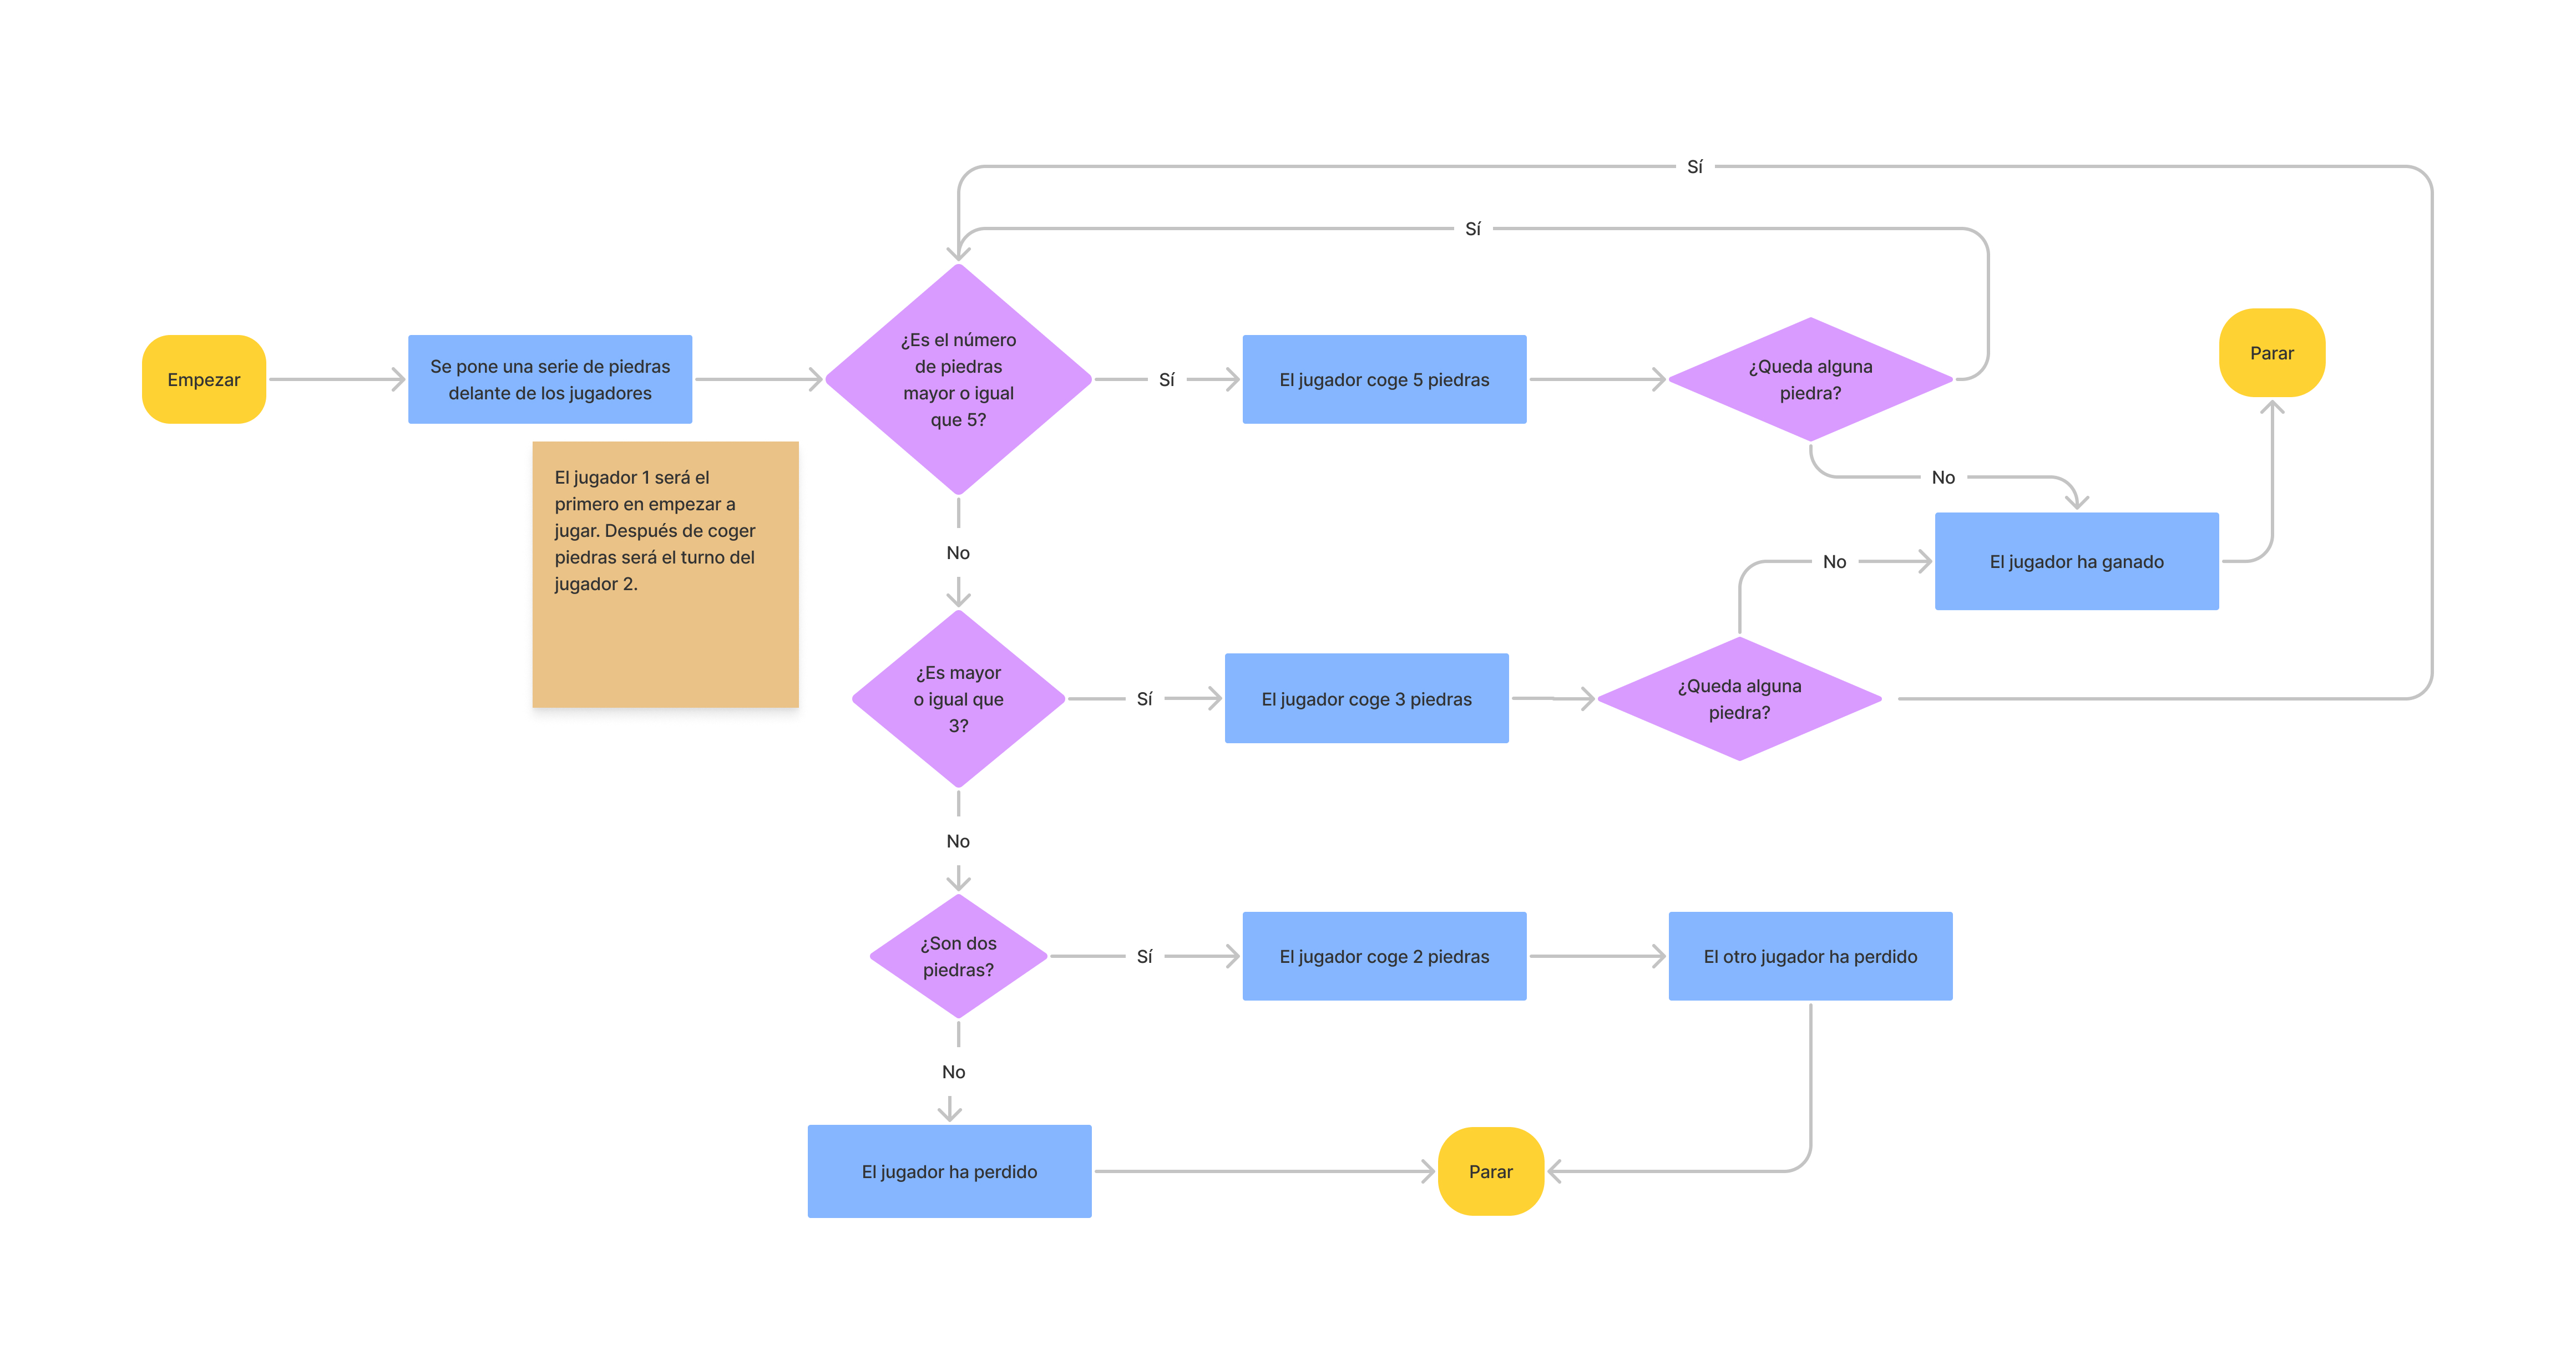 Sí
Sí
Empezar
Se pone una serie de piedras
delante de los jugadores
¿Es el número
de piedras
mayor o igual
que 5?
Sí
El jugador coge 5 piedras
¿Queda alguna
piedra?
Parar
El jugador 1 será el
primero en empezar a
jugar. Después de coger
piedras será el turno del
jugador 2.
No
No
No
El jugador ha ganado
¿Es mayor
o igual que
3?
Sí
El jugador coge 3 piedras
¿Queda alguna
piedra?
No
¿Son dos
piedras?
Sí
El jugador coge 2 piedras
El otro jugador ha perdido
No
El jugador ha perdido
Parar